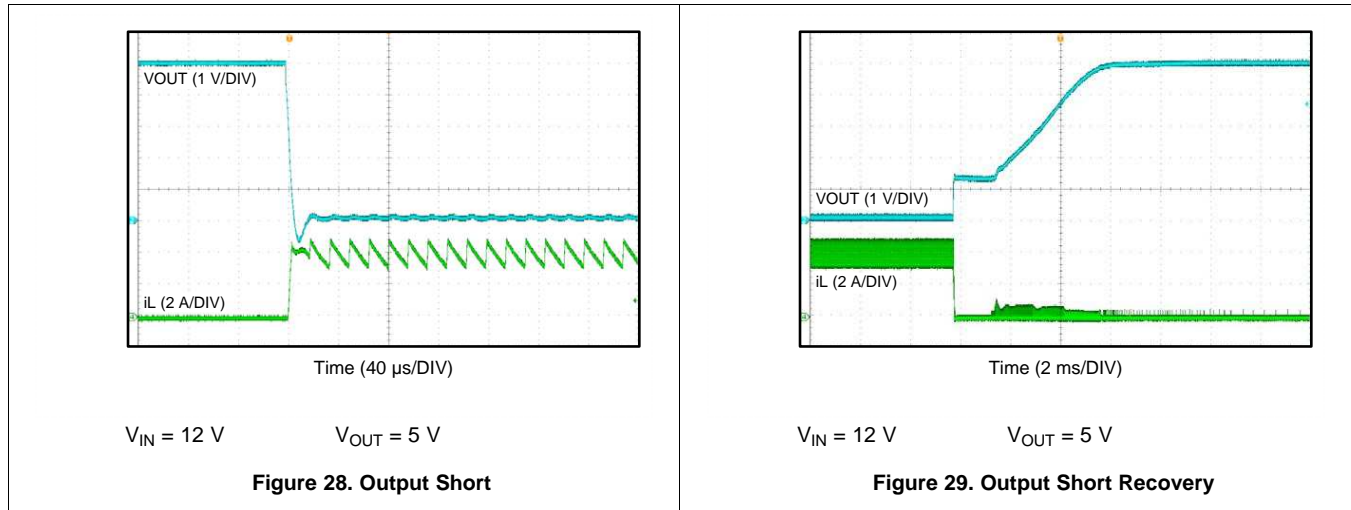 VOUT (1 V/DIV)
iL (2 A/DIV)
Time (40 µs/DIV)
VIN = 12 V VOUT = 5 V
Figure 28. Output Short
VOUT (1 V/DIV)
iL (2 A/DIV)
Time (2 ms/DIV)
VIN = 12 V VOUT = 5 V
Figure 29. Output Short Recovery